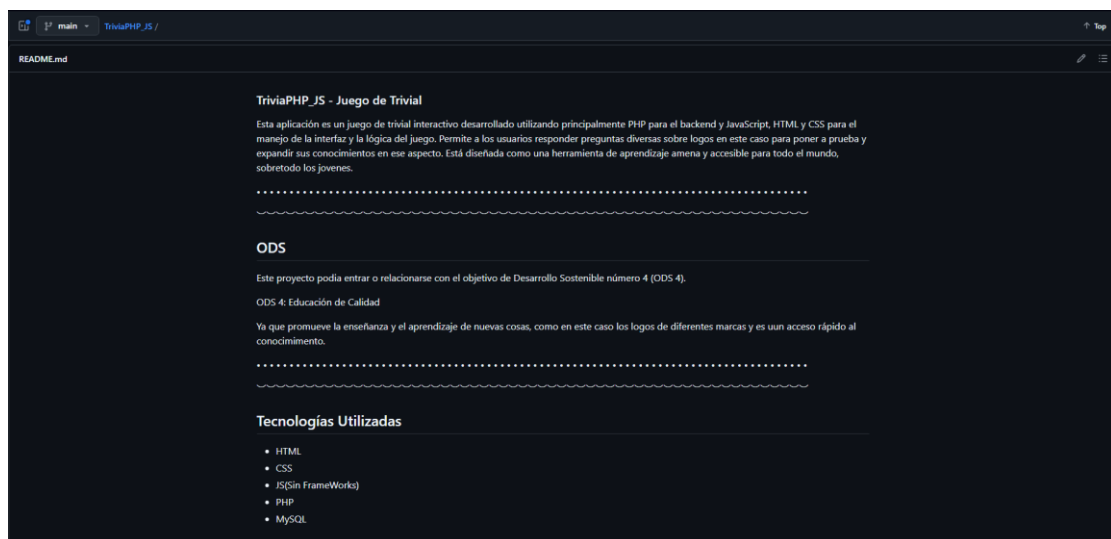 main
TriviaPHP_JS /
Top
README.md
TriviaPHP_JS - Juego de Trivial
Esta aplicación es un juego de trivial interactivo desarrollado utilizando principalmente PHP para el backend y JavaScript, HTML y CSS para el
manejo de la interfaz y la lógica del juego. Permite a los usuarios responder preguntas diversas sobre logos en este caso para poner a prueba y
expandir sus conocimientos en ese aspecto. Está diseñada como una herramienta de aprendizaje amena y accesible para todo el mundo,
sobretodo los jovenes.
ODS
Este proyecto podia entrar o relacionarse con el objetivo de Desarrollo Sostenible número 4 (ODS 4).
ODS 4: Educación de Calidad
Ya que promueve la enseñanza y el aprendizaje de nuevas cosas, como en este caso los logos de diferentes marcas y es uun acceso rápido al
conocimimento.
Tecnologías Utilizadas
• HTML
• CSS
• JS(Sin FrameWorks)
• PHP
• MySQL